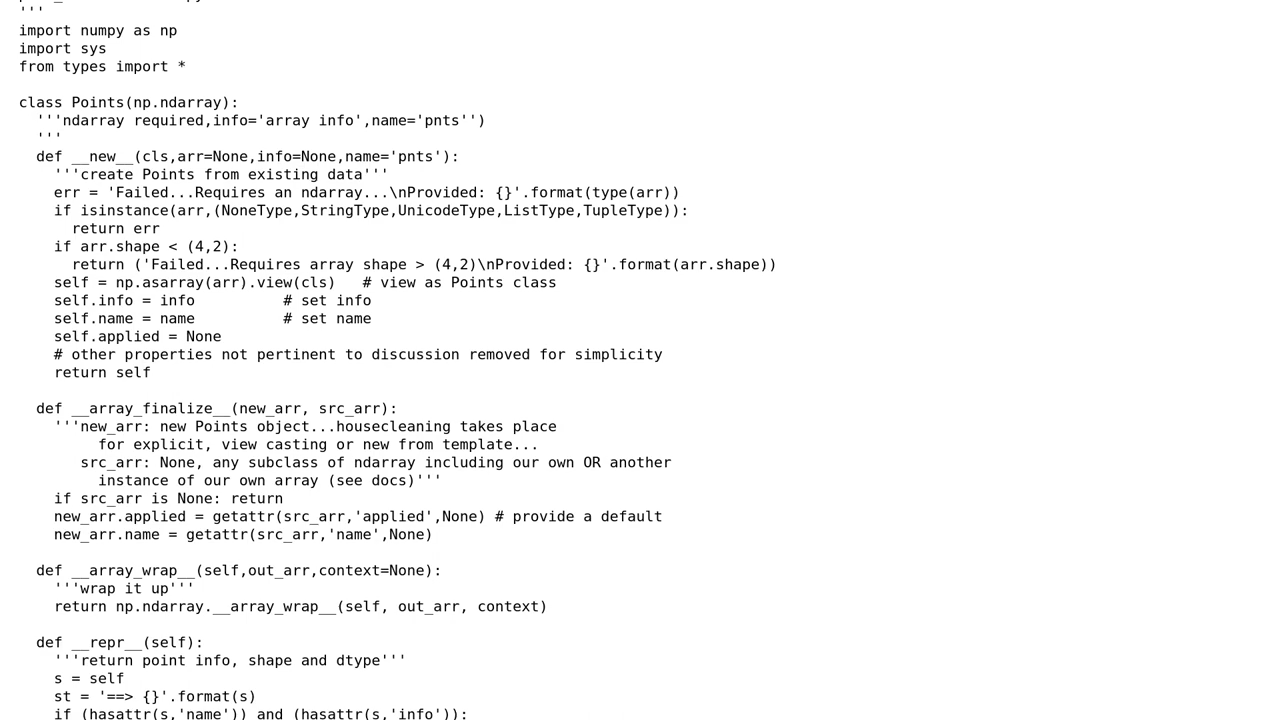 '''
import numpy as np
import sys
from types import *

class Points(np.ndarray):
  '''ndarray required,info='array info',name='pnts'')
  '''
  def __new__(cls,arr=None,info=None,name='pnts'):
    '''create Points from existing data'''
    err = 'Failed...Requires an ndarray...\nProvided: {}'.format(type(arr))
    if isinstance(arr,(NoneType,StringType,UnicodeType,ListType,TupleType)):
      return err
    if arr.shape < (4,2):
      return ('Failed...Requires array shape > (4,2)\nProvided: {}'.format(arr.shape))
    self = np.asarray(arr).view(cls)   # view as Points class
    self.info = info          # set info
    self.name = name          # set name
    self.applied = None
    # other properties not pertinent to discussion removed for simplicity
    return self

  def __array_finalize__(new_arr, src_arr):
    '''new_arr: new Points object...housecleaning takes place
         for explicit, view casting or new from template...
       src_arr: None, any subclass of ndarray including our own OR another
         instance of our own array (see docs)'''
    if src_arr is None: return
    new_arr.applied = getattr(src_arr,'applied',None) # provide a default
    new_arr.name = getattr(src_arr,'name',None)

  def __array_wrap__(self,out_arr,context=None):
    '''wrap it up'''
    return np.ndarray.__array_wrap__(self, out_arr, context)

  def __repr__(self):
    '''return point info, shape and dtype'''
    s = self
    st = '==> {}'.format(s)
    if (hasattr(s,'name')) and (hasattr(s,'info')):